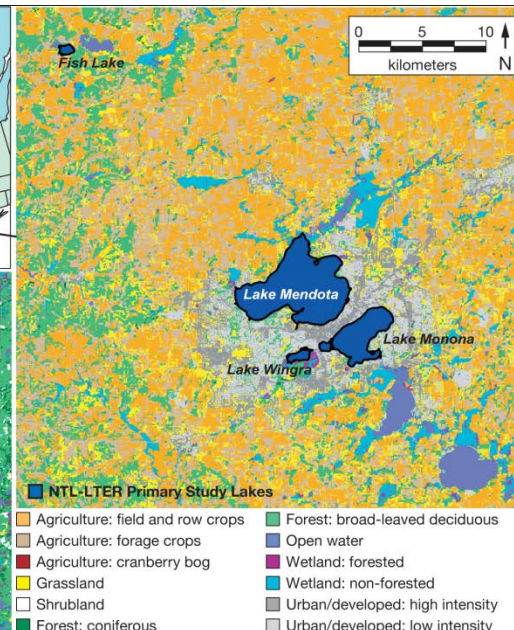 0 5 10
kilometers N
Fish Lake
Lake Mendota
Lake Monona
Lake Wingra
NTL-LTER Primary Study Lakes
Agriculture: field and row crops
Agriculture: forage crops
Agriculture: cranberry bog
Grassland
Shrubland
Forest: coniferous
Forest: broad-leaved deciduous
Open water
Wetland: forested
Wetland: non-forested
Urban/developed: high intensity
Urban/developed: low intensity